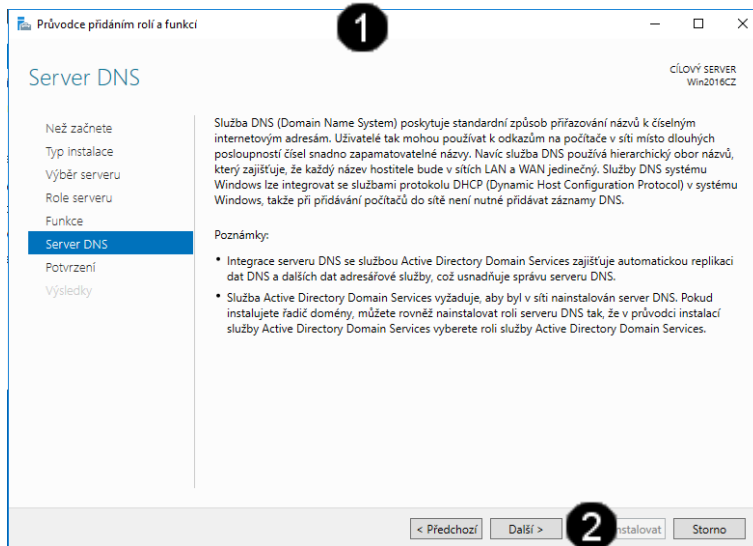 Průvodce přidáním rolí a funkcí
1
Server DNS
CÍLOVÝ SERVER
Win2016CZ
Než začnete
Typ instalace
Výběr serveru
Role serveru
Funkce
Server DNS
Potvrzení
Výsledky
Služba DNS (Domain Name System) poskytuje standardní způsob přiřazování názvů k číselným
internetovým adresám. Uživatelé tak mohou používat k odkazům na počítače v síti místo dlouhých
posloupností čísel snadno zapamatovatelné názvy. Navíc služba DNS používá hierarchický obor názvů,
který zajišťuje, že každý název hostitele bude v sítích LAN a WAN jedinečný. Služby DNS systému
Windows lze integrovat se službami protokolu DHCP (Dynamic Host Configuration Protocol) v systému
Windows, takže při přidávání počítačů do sítě není nutné přidávat záznamy DNS.
Poznámky:
• Integrace serveru DNS se službou Active Directory Domain Services zajišťuje automatickou replikaci
dat DNS a dalších dat adresářové služby, což usnadňuje správu serveru DNS.
• Služba Active Directory Domain Services vyžaduje, aby byl v síti nainstalován server DNS. Pokud
instalujete řadič domény, můžete rovněž nainstalovat roli serveru DNS tak, že v průvodci instalací
služby Active Directory Domain Services vyberete roli služby Active Directory Domain Services.
< Předchozí Další > 2 nstalovat Storno